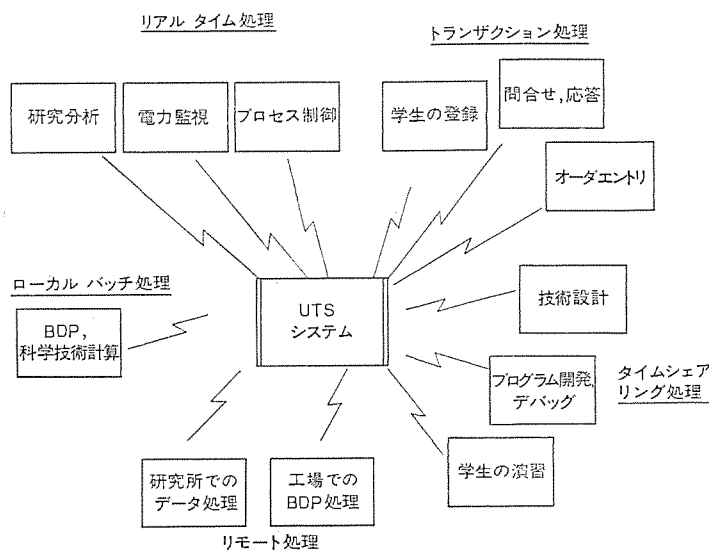 リアル タイム処理
トランザクション処理
研究分析
電力監視
プロセス制御
学生の登録
問合せ,応答
オーダエントリ
ローカル バッチ処理
BDP,
科学技術計算
UTS
システム
技術設計
プログラム開発,
デバッグ
タイムシェア
リング処理
学生の演習
研究所での
データ処理
工場での
BDP処理
リモート処理